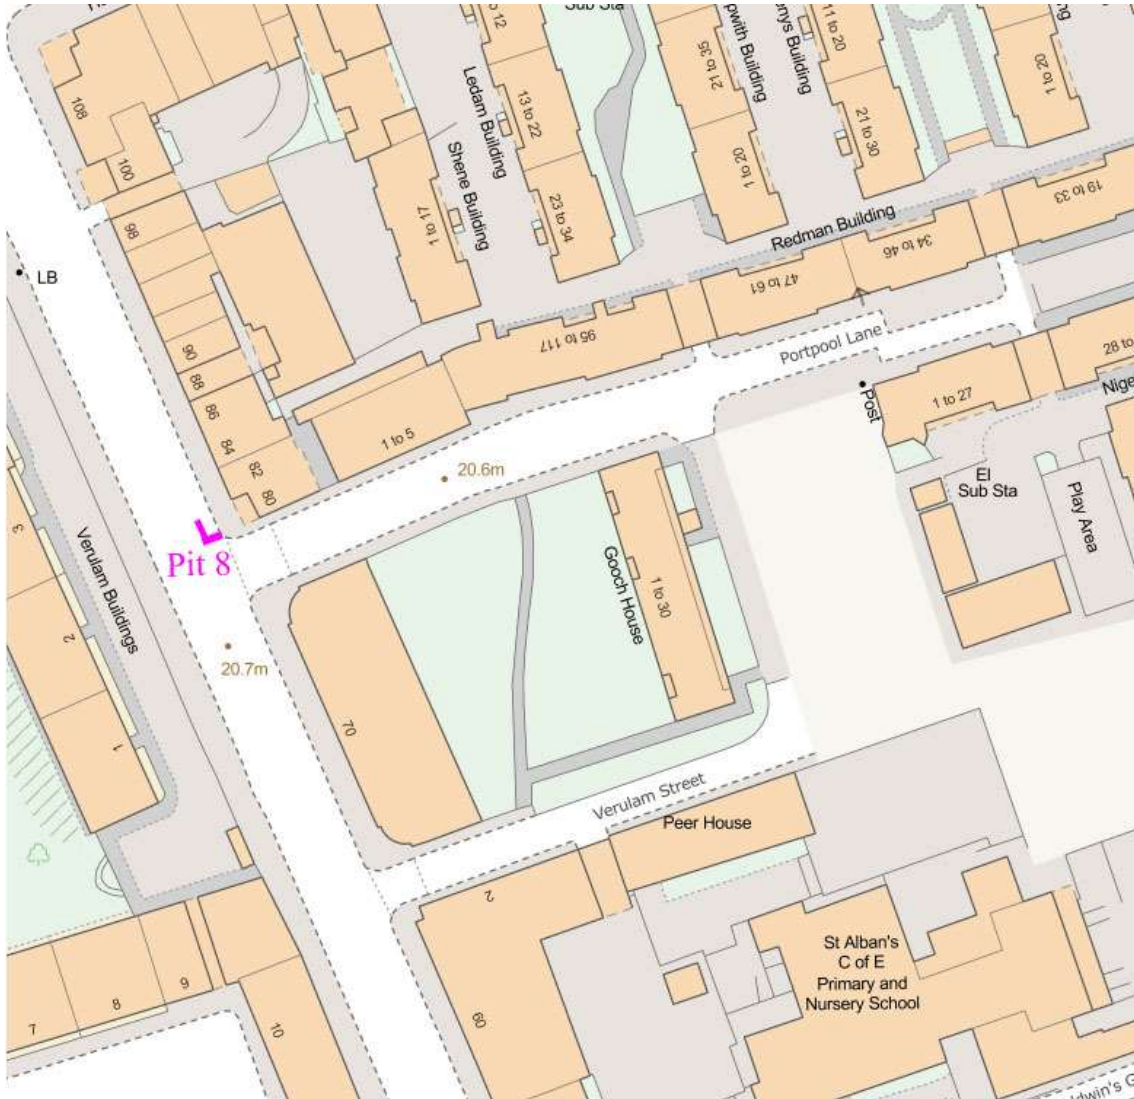 Sub Sta
12
11 to 20
21 to 35
1 to 20
108
Ledam Building
13 to 22
21 to 30
100
Shene Building
1 to 20
1 to 17
23 to 34
19 to 33
98
Redman Building
34 to 46
LB
47 to 61
95 to 117
Portpool Lane
90
88
86
28 to
1 to 27
Post
84
1 to 5
82
20.6m
80
El
Sub Sta
Play Area
3
Pit 8
Verulam Buildings
Gooch House
1 to 30
2
20.7m
70
1
Verulam Street
Peer House
2
St Alban's
C of E
Primary and
Nursery School
9
8
7
10
60